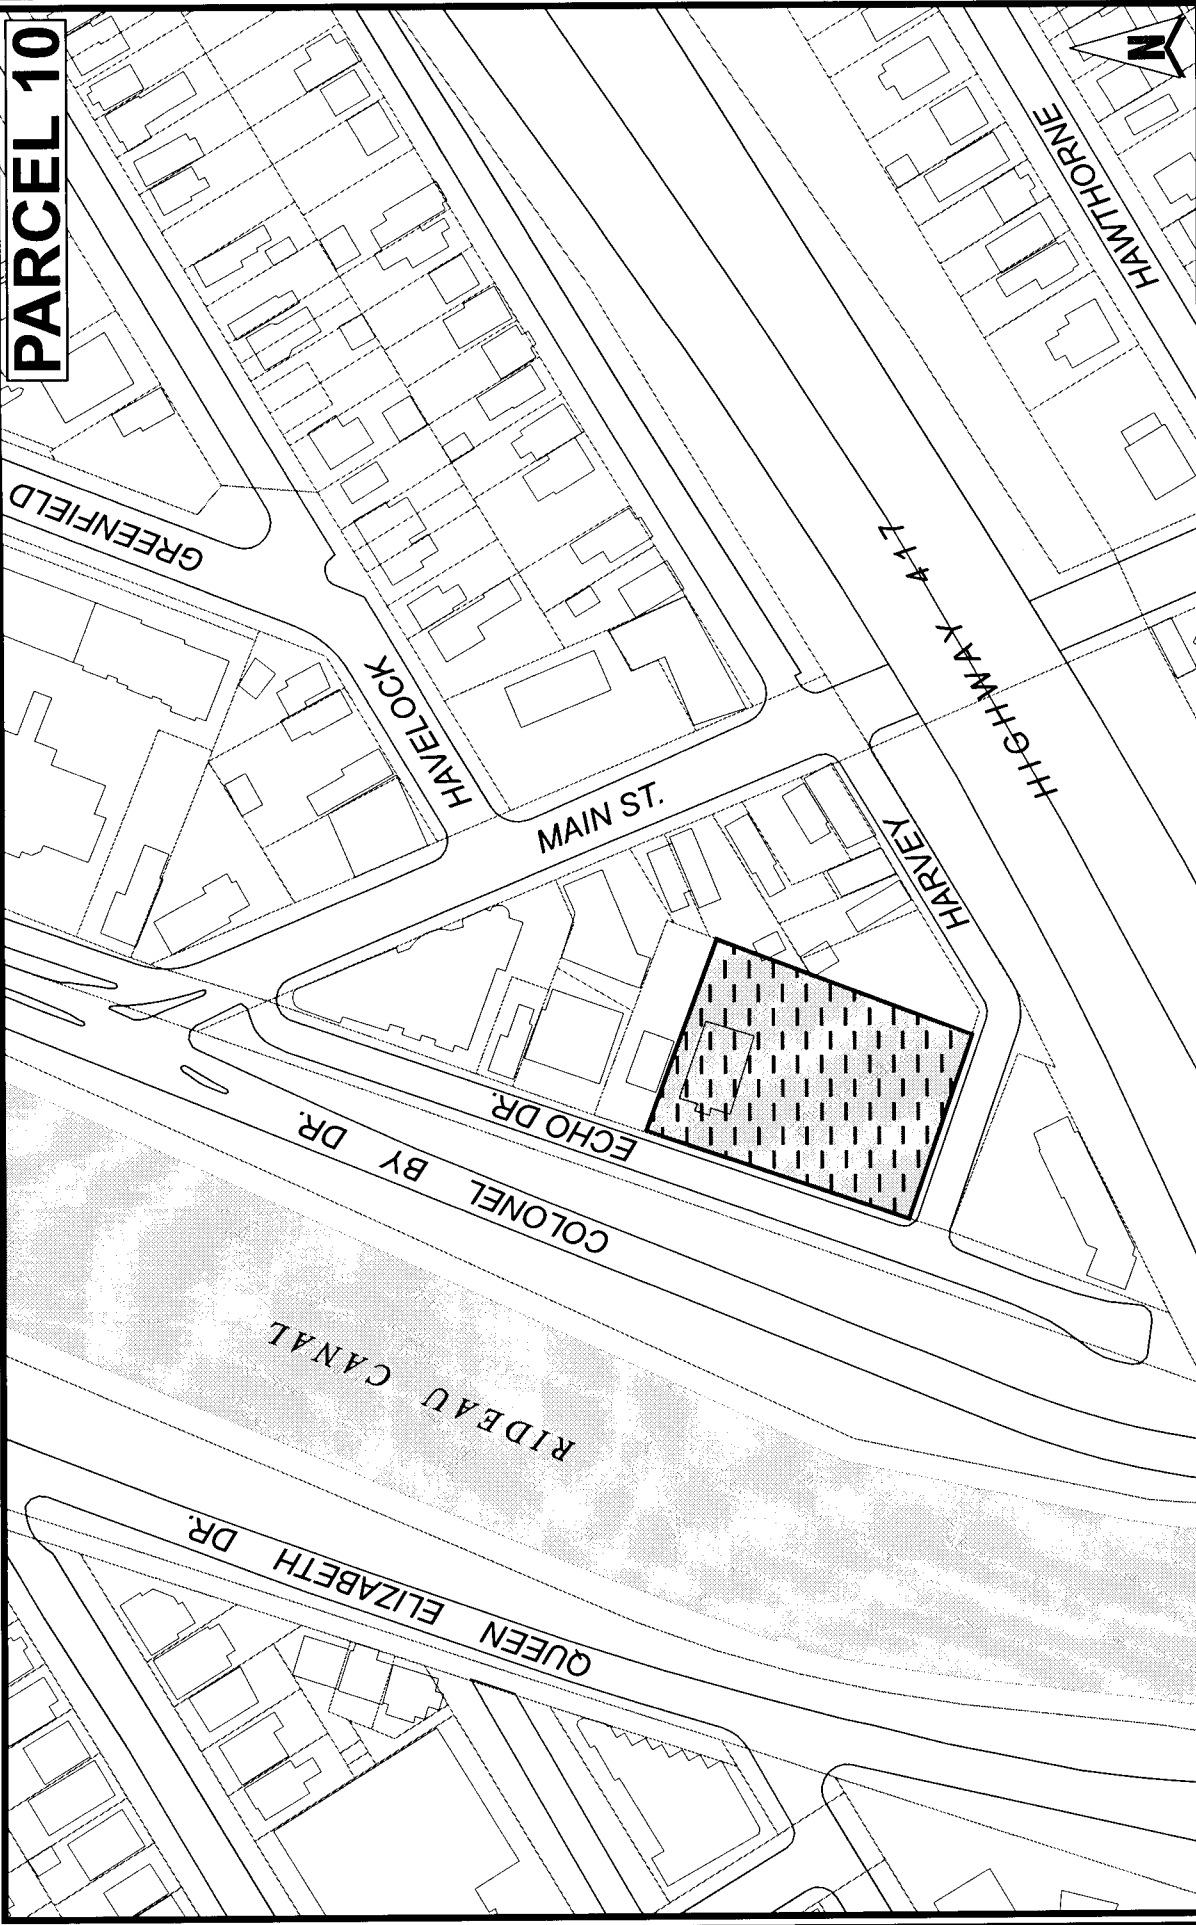 PARCEL 10
N
GREENFIELD
HAWTHORNE
HAVELOCK
MAIN ST.
HIGHWAY 417
HARVEY
ECHO DR.
COLONEL BY DR.
RIDEAU CANAL
QUEEN ELIZABETH DR.